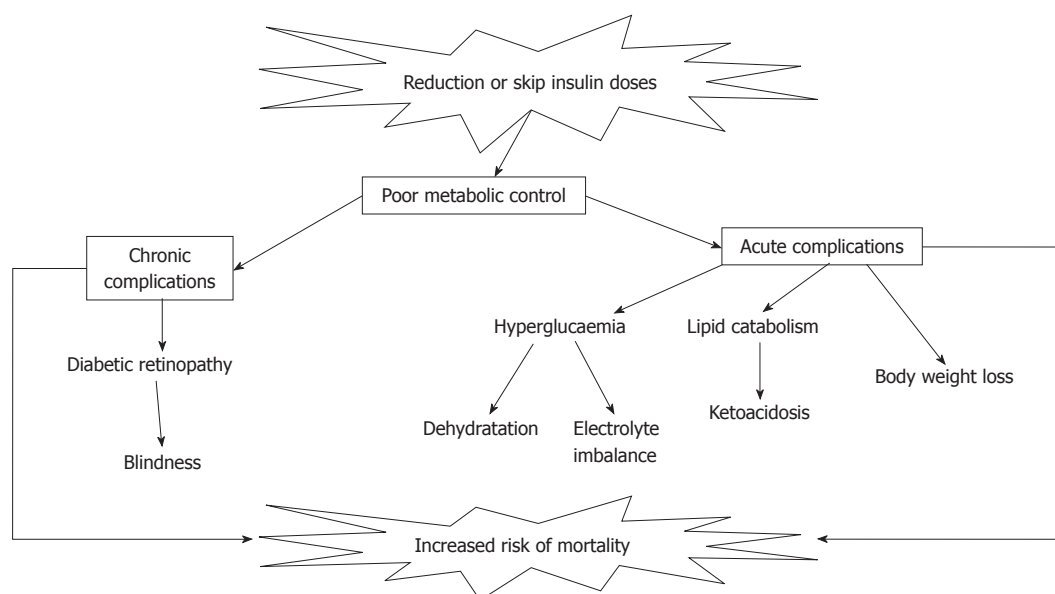 Reduction or skip insulin doses
Poor metabolic control
Chronic
complications
Acute complications
Hyperglucaemia
Lipid catabolism
Diabetic retinopathy
Body weight loss
Ketoacidosis
Dehydratation
Electrolyte
imbalance
Blindness
Increased risk of mortality